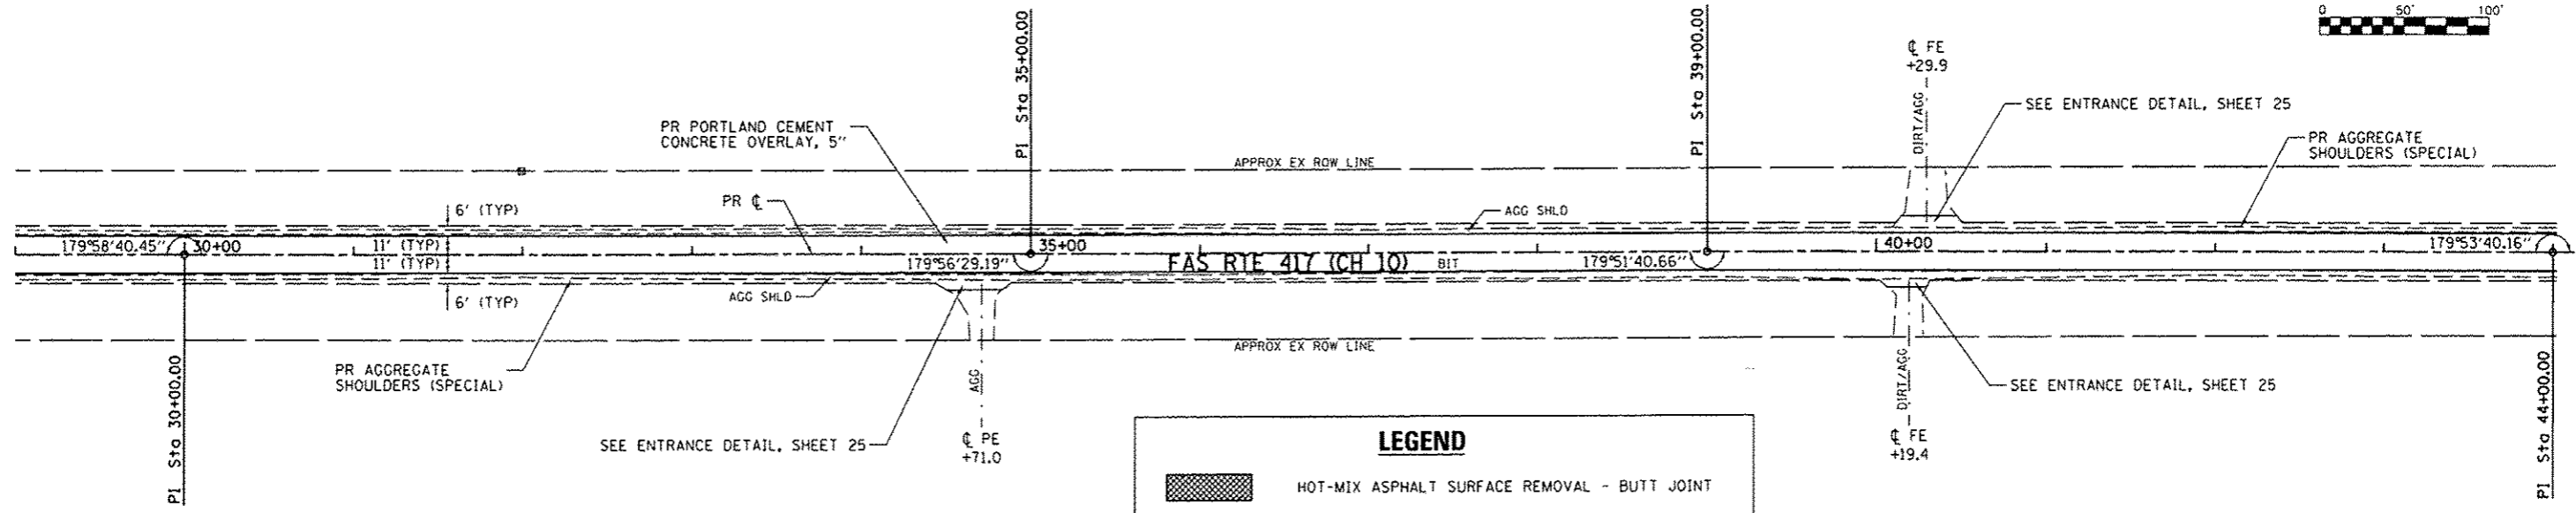 0 50' 100'
PI Sta 35+00.00
PI Sta 39+00.00
℄ FE
+29.9
DIRT/AGG
SEE ENTRANCE DETAIL, SHEET 25
PR PORTLAND CEMENT
CONCRETE OVERLAY, 5"
PR AGGREGATE
SHOULDERS (SPECIAL)
APPROX EX ROW LINE
6' (TYP)
PR ℄
AGG SHLD
179°58'40.45"
30+00
11' (TYP)
35+00
40+00
179°53'40.16"
11' (TYP)
179°56'29.19"
FAS RTE 417 (CH 10)
BIT
179°51'40.66"
6' (TYP)
AGG SHLD
APPROX EX ROW LINE
PI Sta 30+00.00
PR AGGREGATE
SHOULDERS (SPECIAL)
AGG
DIRT/AGG
SEE ENTRANCE DETAIL, SHEET 25
PI Sta 44+00.00
SEE ENTRANCE DETAIL, SHEET 25
℄ PE
+71.0
℄ FE
+19.4
LEGEND
HOT-MIX ASPHALT SURFACE REMOVAL - BUTT JOINT